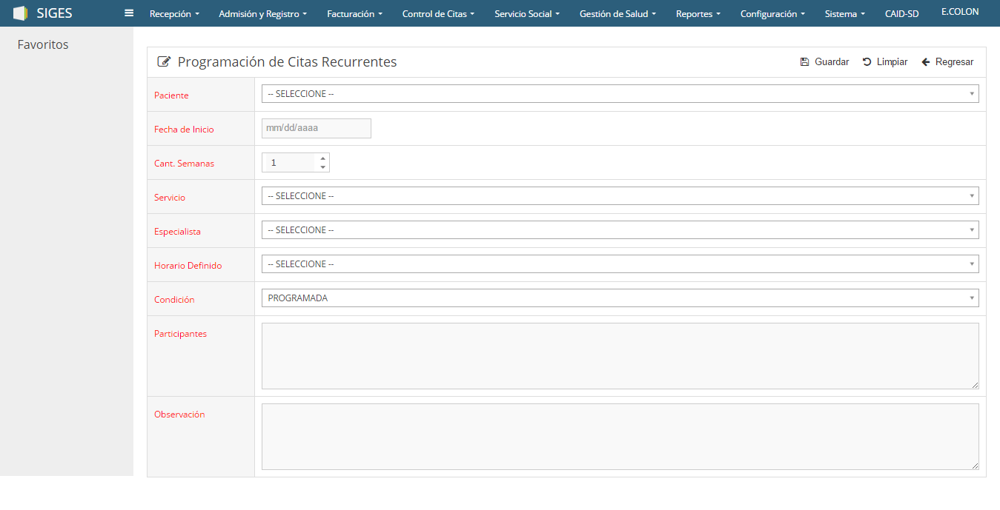 SIGES Recepción Admisión y Registro Facturación Control de Citas Servicio Social Gestión de Salud Reportes Configuración Sistema CAID-SD E.COLON
Favoritos
Programación de Citas Recurrentes Guardar Limpiar Regresar
Paciente -- SELECCIONE --
Fecha de Inicio mm/dd/aaaa
Cant. Semanas 1
Servicio -- SELECCIONE --
Especialista -- SELECCIONE --
Horario Definido -- SELECCIONE --
Condición PROGRAMADA
Participantes
Observación